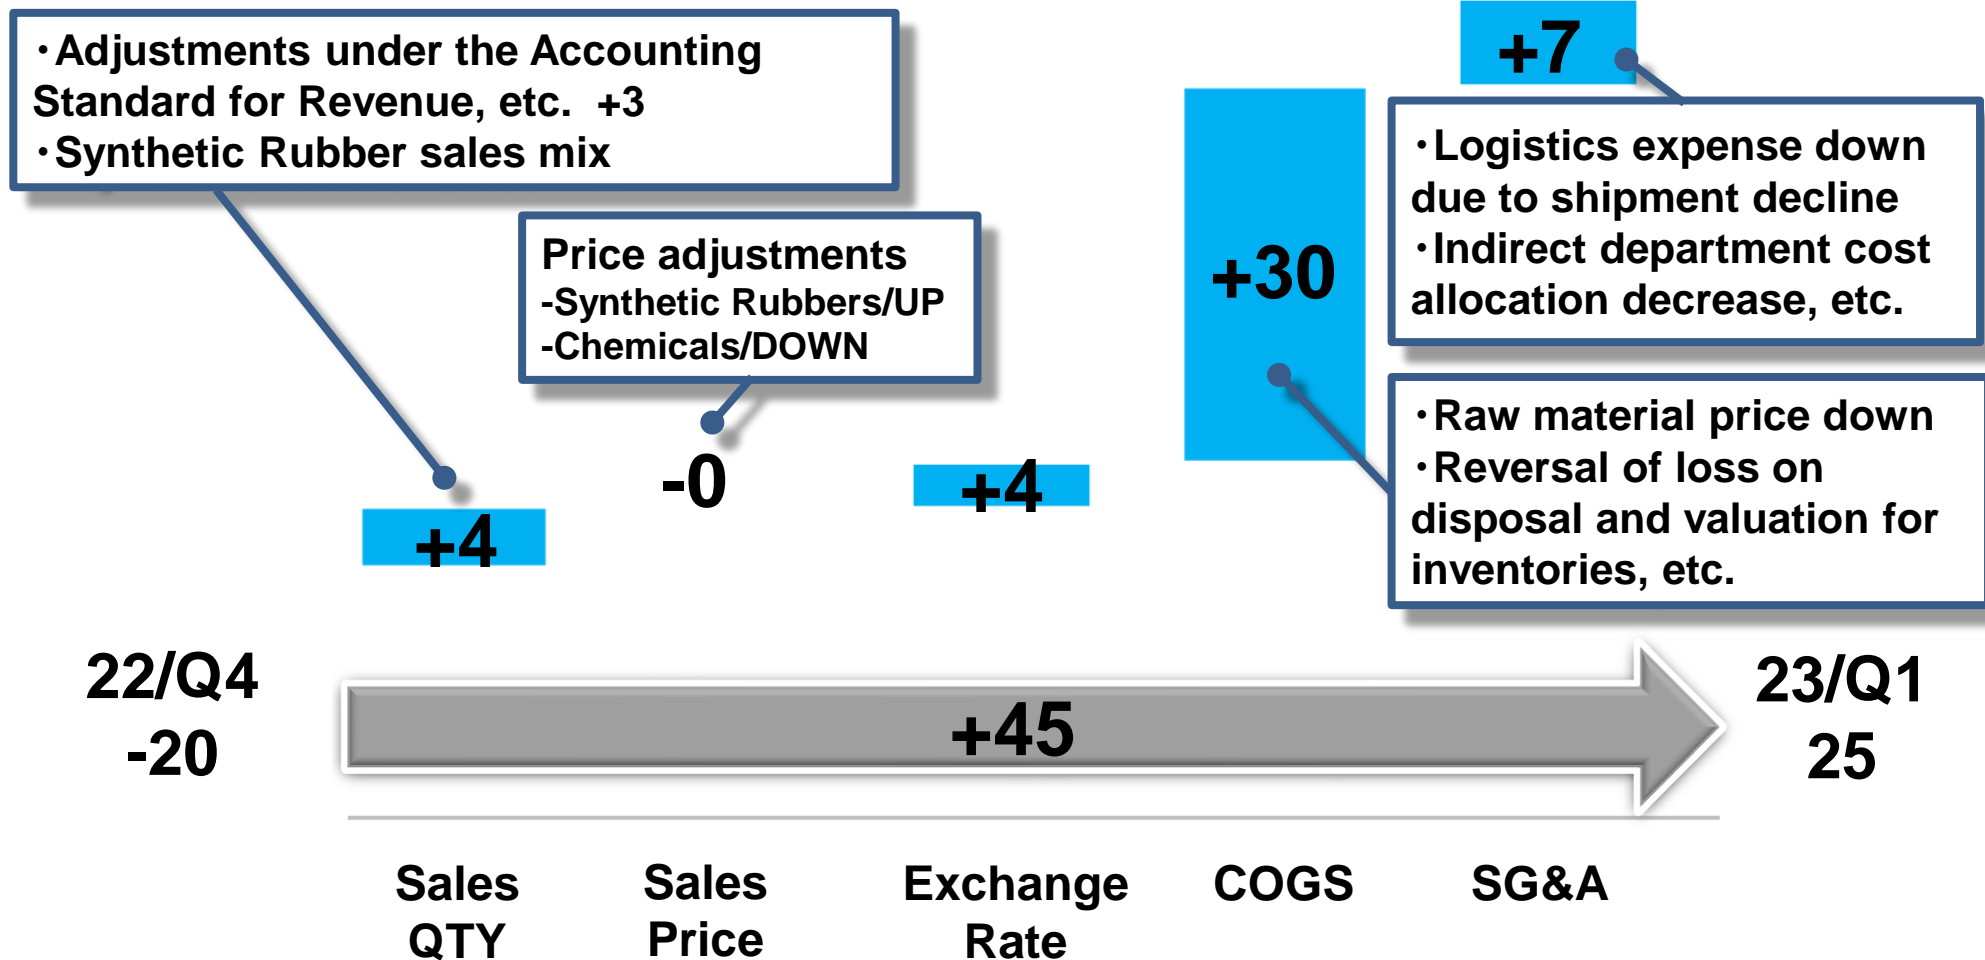 ・Adjustments under the Accounting
Standard for Revenue, etc. +3
・Synthetic Rubber sales mix
Price adjustments
-Synthetic Rubbers/UP
-Chemicals/DOWN
+7
・Logistics expense down
due to shipment decline
・Indirect department cost
allocation decrease, etc.
+30
・Raw material price down
・Reversal of loss on
disposal and valuation for
inventories, etc.
+4
-0
+4
22/Q4
-20
+45
23/Q1
25
Sales
QTY
Sales
Price
Exchange
Rate
COGS
SG&A